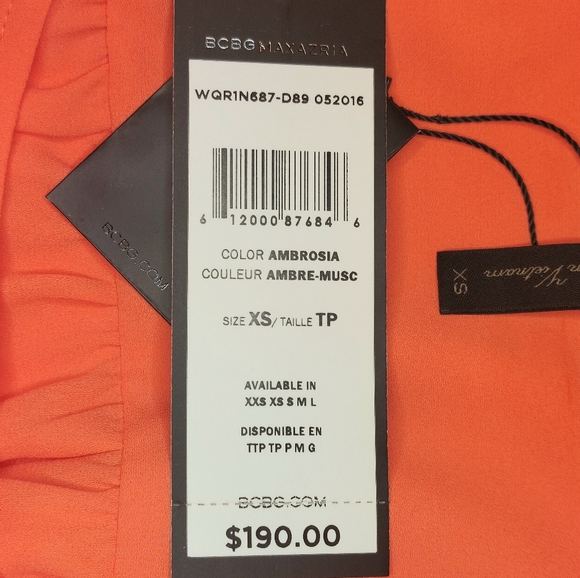 BCBGMAXAZRIA
WQR1N687-D89 052016
6 12000 87684 6
COLOR AMBROSIA
COULEUR AMBRE-MUSC
SIZE XS/ TAILLE TP
AVAILABLE IN
XXS XS S M L
DISPONIBLE EN
TTP TP P M G
BCBG.COM
$190.00
BCBG.COM
Vietnam
XS